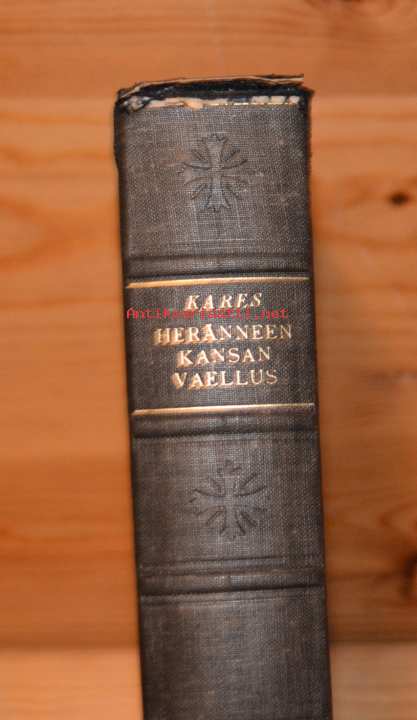 KARES
Antikvariaatti.net
HERÄNNEEN
KANSAN
VAELLUS